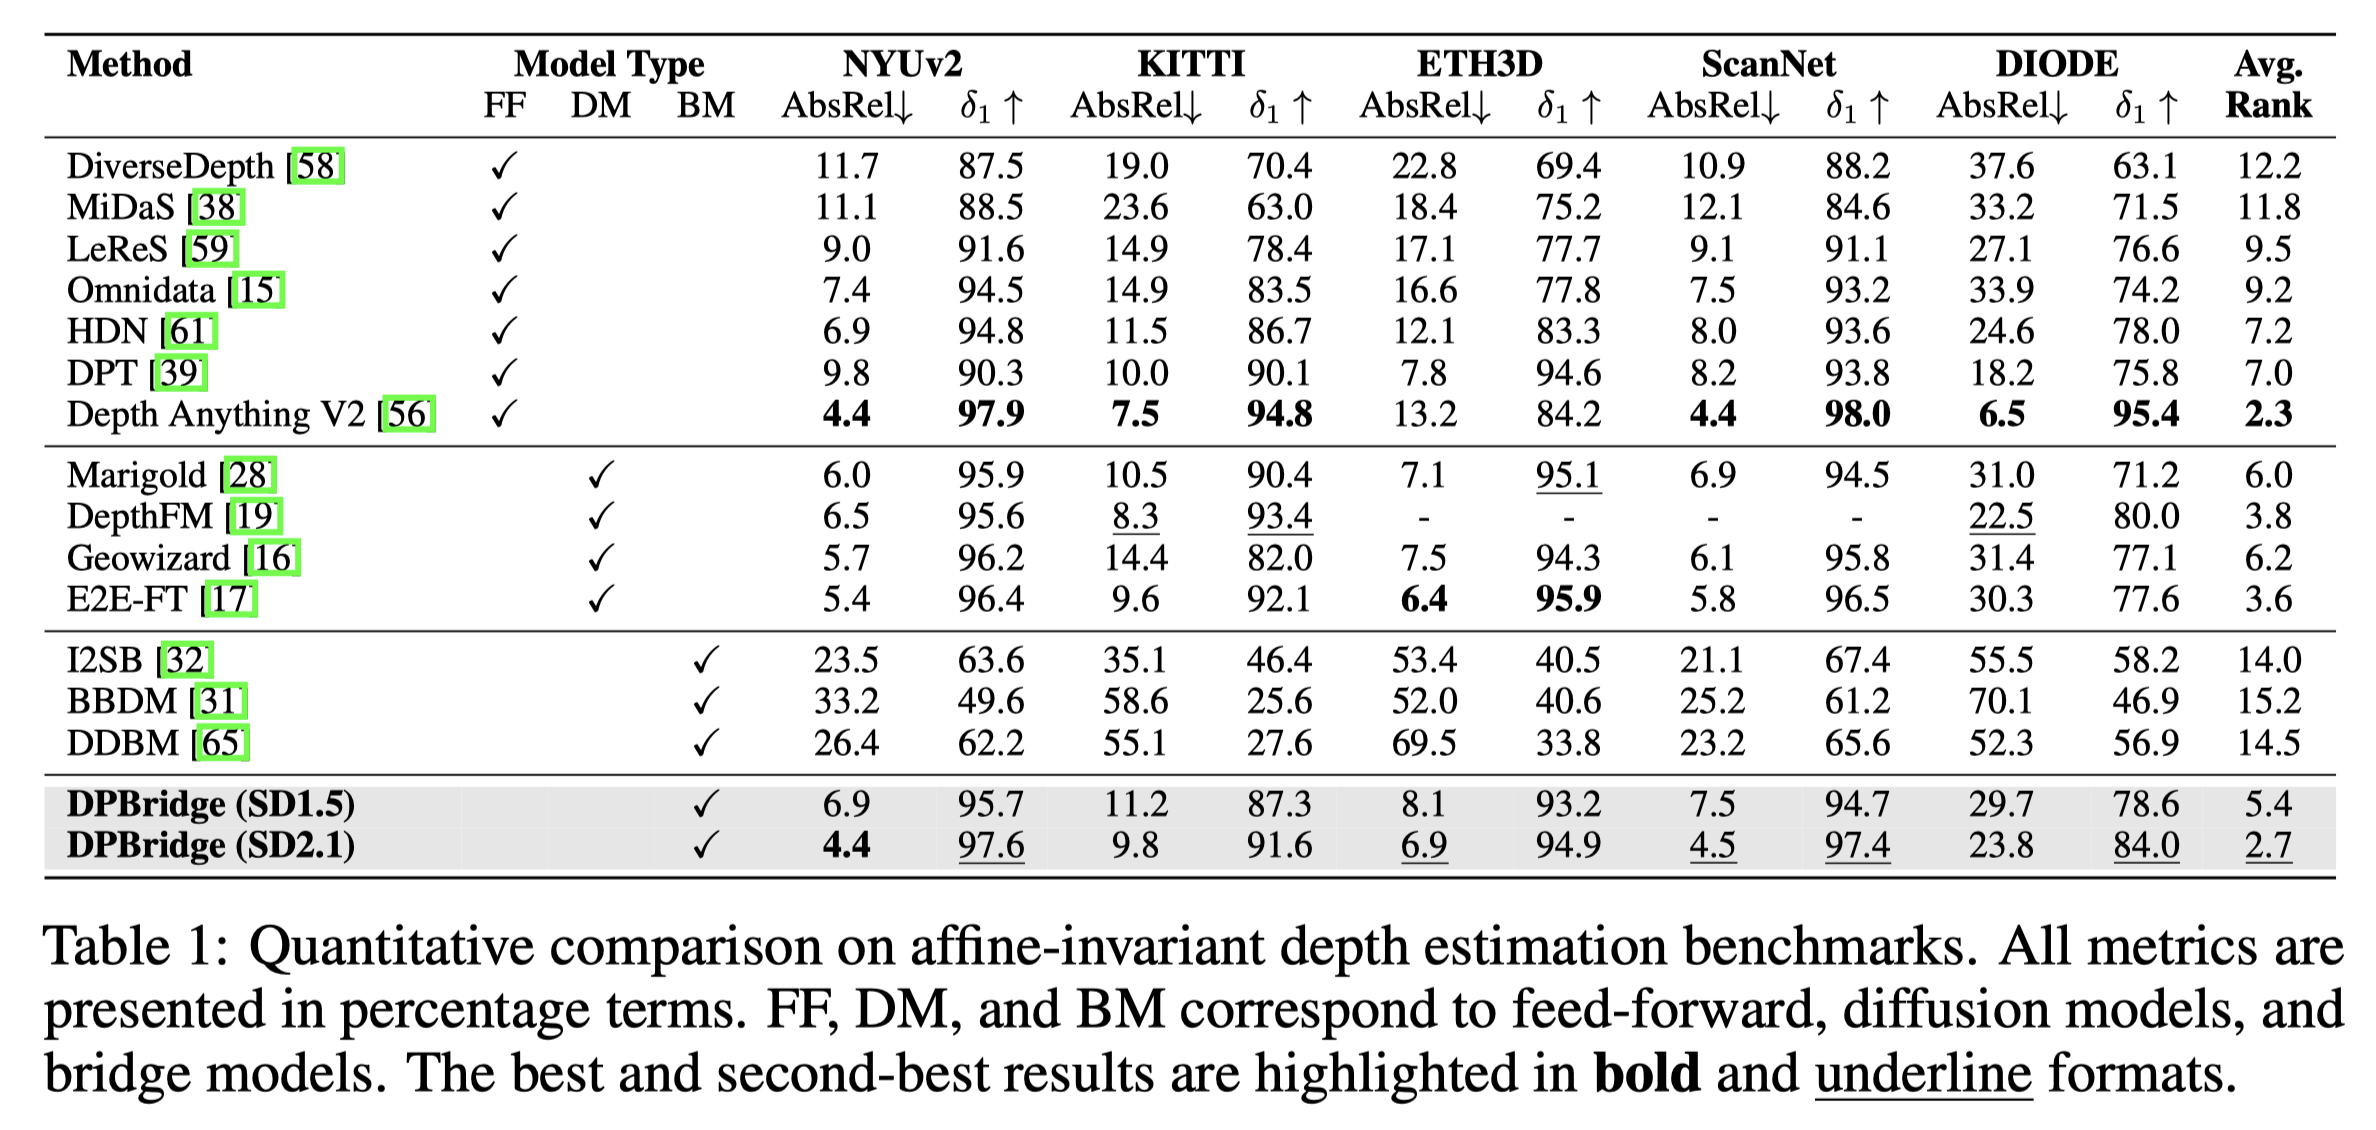 Method Model Type NYUv2 KITTI ETH3D ScanNet DIODE Avg.
FF DM BM AbsRel↓ δ1 ↑ AbsRel↓ δ1 ↑ AbsRel↓ δ1 ↑ AbsRel↓ δ1 ↑ AbsRel↓ δ1 ↑ Rank
DiverseDepth [58] ✓ 11.7 87.5 19.0 70.4 22.8 69.4 10.9 88.2 37.6 63.1 12.2
MiDaS [38] ✓ 11.1 88.5 23.6 63.0 18.4 75.2 12.1 84.6 33.2 71.5 11.8
LeReS [59] ✓ 9.0 91.6 14.9 78.4 17.1 77.7 9.1 91.1 27.1 76.6 9.5
Omnidata [15] ✓ 7.4 94.5 14.9 83.5 16.6 77.8 7.5 93.2 33.9 74.2 9.2
HDN [61] ✓ 6.9 94.8 11.5 86.7 12.1 83.3 8.0 93.6 24.6 78.0 7.2
DPT [39] ✓ 9.8 90.3 10.0 90.1 7.8 94.6 8.2 93.8 18.2 75.8 7.0
Depth Anything V2 [56] ✓ 4.4 97.9 7.5 94.8 13.2 84.2 4.4 98.0 6.5 95.4 2.3
Marigold [28] ✓ 6.0 95.9 10.5 90.4 7.1 95.1 6.9 94.5 31.0 71.2 6.0
DepthFM [19] ✓ 6.5 95.6 8.3 93.4 - - - - 22.5 80.0 3.8
Geowizard [16] ✓ 5.7 96.2 14.4 82.0 7.5 94.3 6.1 95.8 31.4 77.1 6.2
E2E-FT [17] ✓ 5.4 96.4 9.6 92.1 6.4 95.9 5.8 96.5 30.3 77.6 3.6
I2SB [32] ✓ 23.5 63.6 35.1 46.4 53.4 40.5 21.1 67.4 55.5 58.2 14.0
BBDM [31] ✓ 33.2 49.6 58.6 25.6 52.0 40.6 25.2 61.2 70.1 46.9 15.2
DDBM [65] ✓ 26.4 62.2 55.1 27.6 69.5 33.8 23.2 65.6 52.3 56.9 14.5
DPBridge (SD1.5) ✓ 6.9 95.7 11.2 87.3 8.1 93.2 7.5 94.7 29.7 78.6 5.4
DPBridge (SD2.1) ✓ 4.4 97.6 9.8 91.6 6.9 94.9 4.5 97.4 23.8 84.0 2.7
Table 1: Quantitative comparison on affine-invariant depth estimation benchmarks. All metrics are
presented in percentage terms. FF, DM, and BM correspond to feed-forward, diffusion models, and
bridge models. The best and second-best results are highlighted in bold and underline formats.